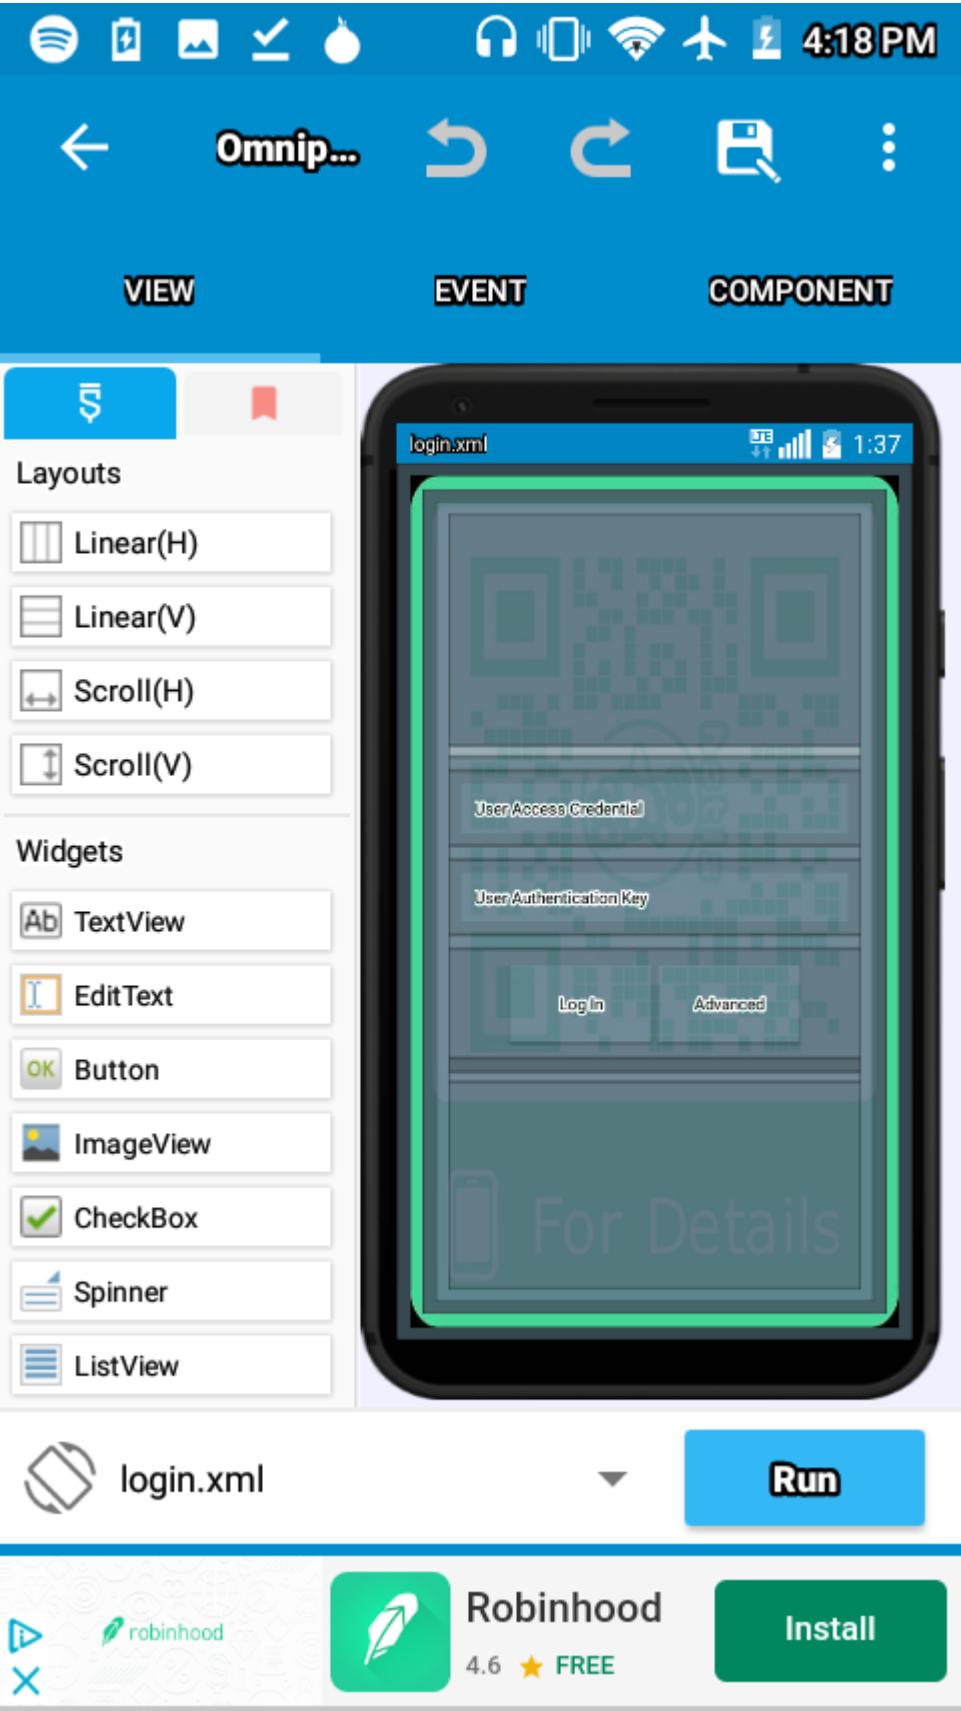 4:18 PM
Omnip...
VIEW EVENT COMPONENT
login.xml LTE 1:37
Layouts
Linear(H)
Linear(V)
Scroll(H)
Scroll(V)
Widgets
Ab TextView
EditText
OK Button
ImageView
CheckBox
Spinner
ListView
User Access Credential
User Authentication Key
Log In Advanced
For Details
login.xml Run
robinhood
Robinhood
4.6 FREE
Install